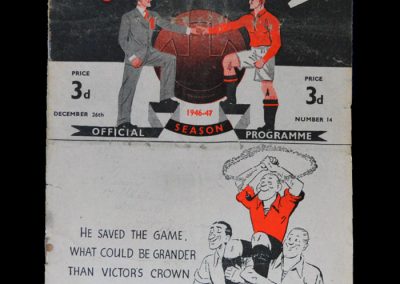 PRICE
3d
DECEMBER 26th
PRICE
3d
NUMBER 14
1946-47
OFFICIAL SEASON PROGRAMME
HE SAVED THE GAME,
WHAT COULD BE GRANDER
THAN VICTOR'S CROWN